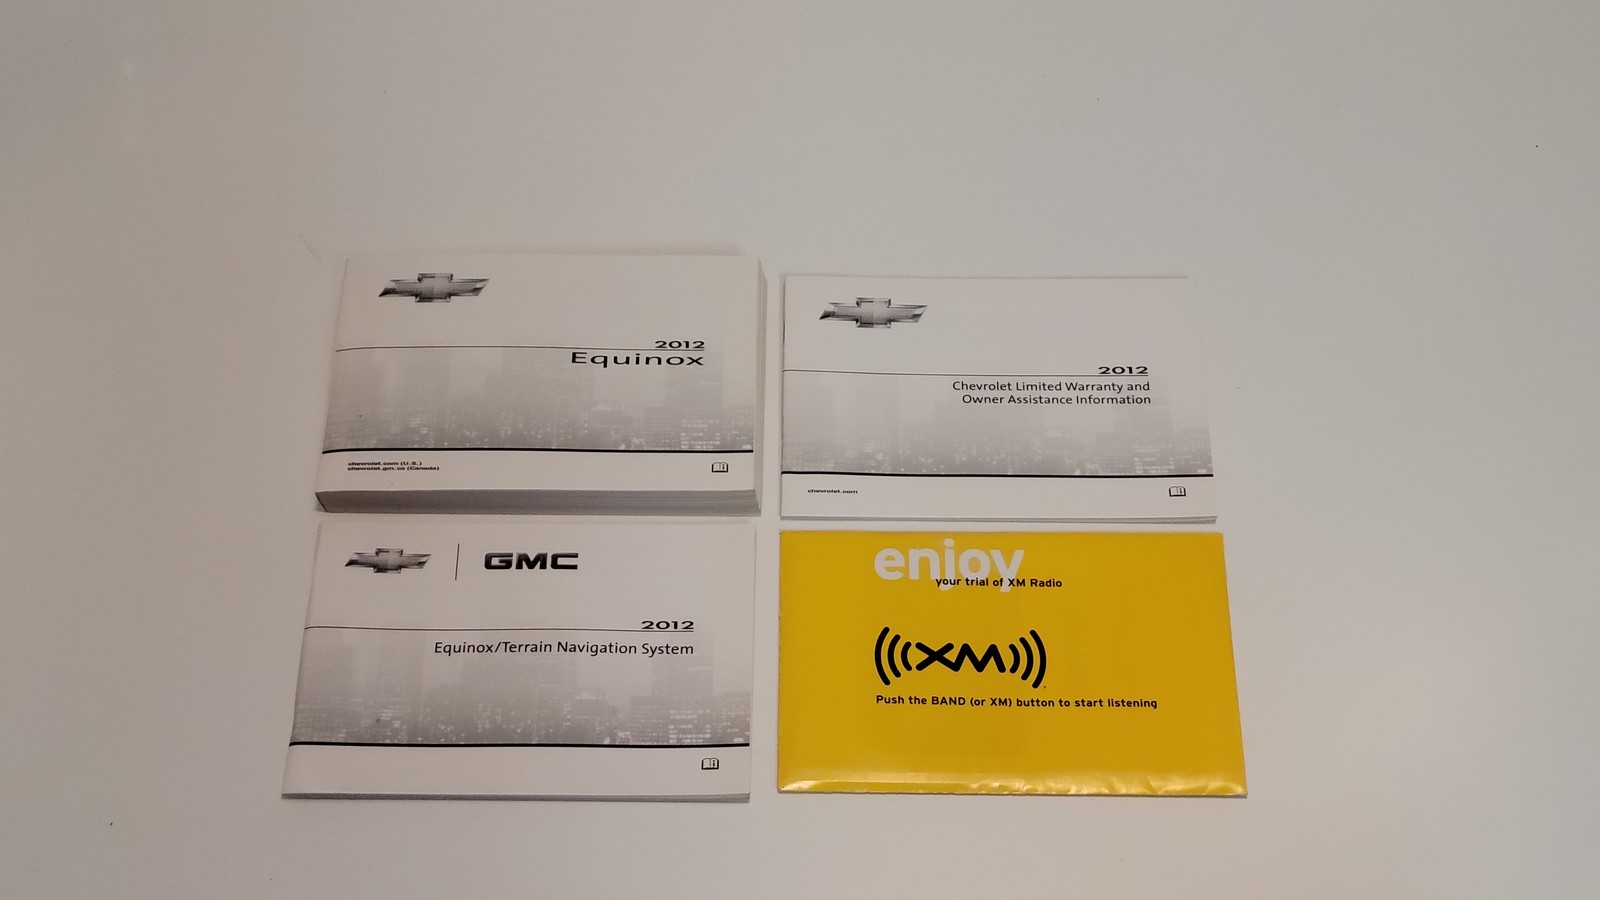 2012
Equinox
chevrolet.com (U.S.)
chevrolet.gm.ca (Canada)
2012
Chevrolet Limited Warranty and
Owner Assistance Information
chevrolet.com
GMC
2012
Equinox/Terrain Navigation System
enjoy
your trial of XM Radio
XM
Push the BAND (or XM) button to start listening